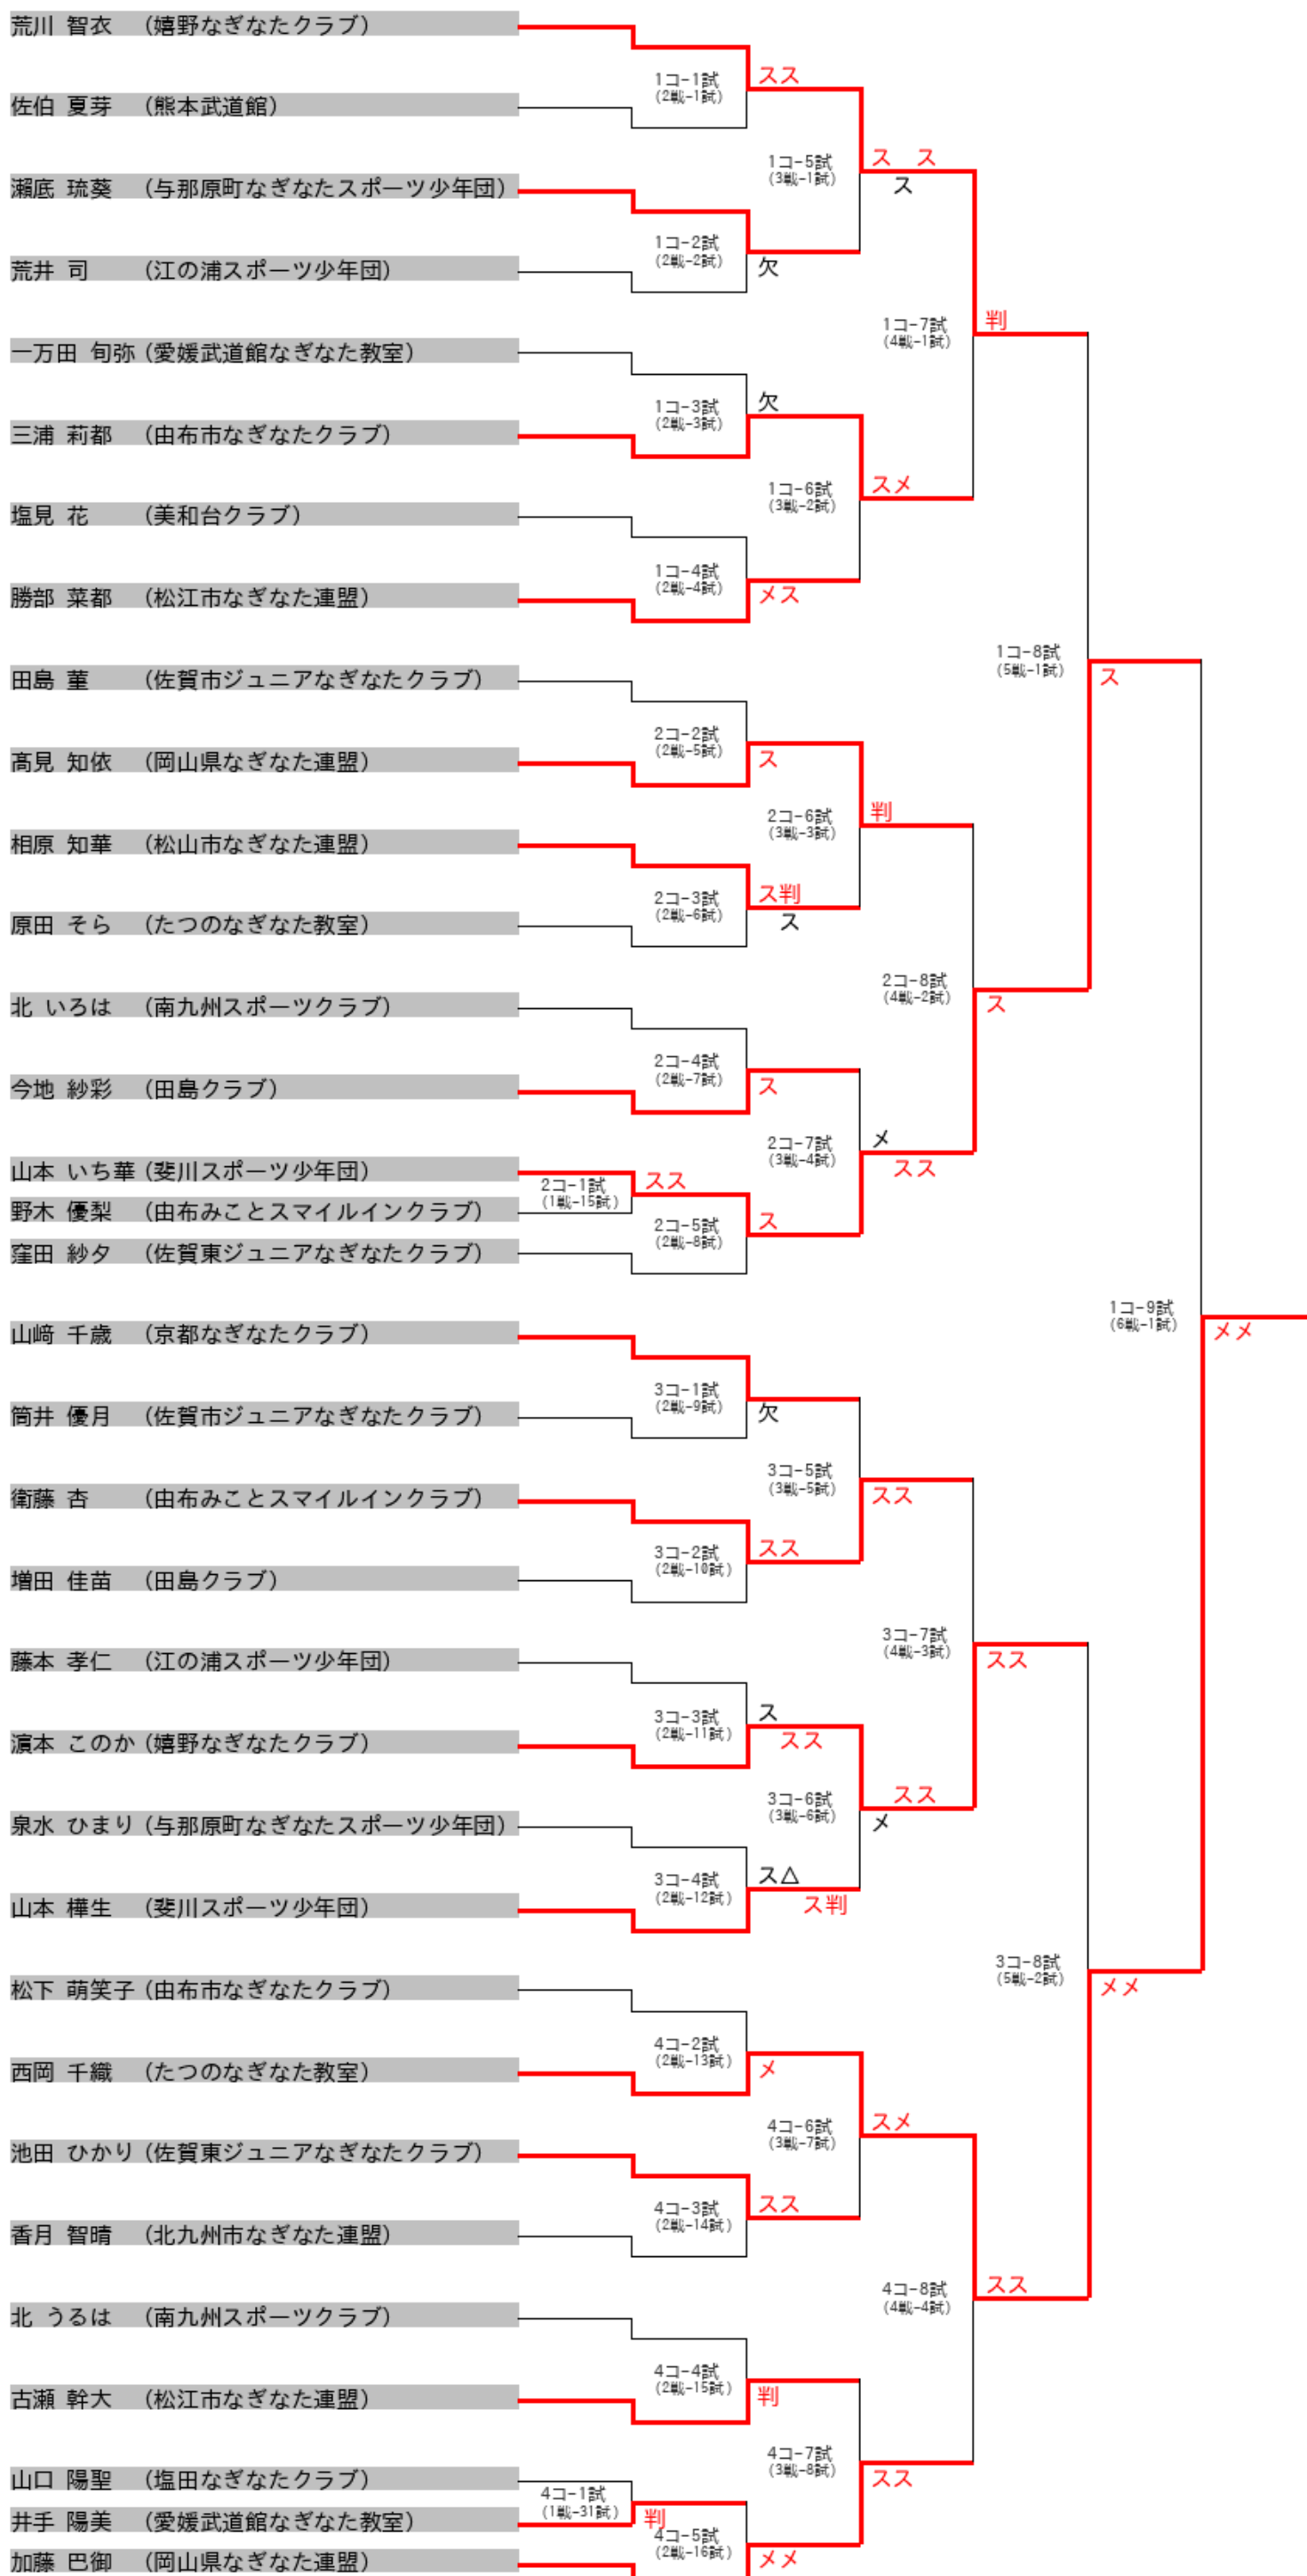 荒川 智衣 (嬉野なぎなたクラブ)
1コ-1試
(2戦-1試)
スス
佐伯 夏芽 (熊本武道館)
1コ-5試
(3戦-1試)
ス ス
ス
瀬底 琉葵 (与那原町なぎなたスポーツ少年団)
1コ-2試
(2戦-2試)
欠
荒井 司 (江の浦スポーツ少年団)
1コ-7試
(4戦-1試)
判
一万田 旬弥 (愛媛武道館なぎなた教室)
1コ-3試
(2戦-3試)
欠
三浦 莉都 (由布市なぎなたクラブ)
1コ-6試
(3戦-2試)
スメ
塩見 花 (美和台クラブ)
1コ-4試
(2戦-4試)
メス
勝部 菜都 (松江市なぎなた連盟)
1コ-8試
(5戦-1試)
ス
田島 菫 (佐賀市ジュニアなぎなたクラブ)
2コ-2試
(2戦-5試)
ス
髙見 知依 (岡山県なぎなた連盟)
2コ-6試
(3戦-3試)
判
相原 知華 (松山市なぎなた連盟)
2コ-3試
(2戦-6試)
ス判
ス
原田 そら (たつのなぎなた教室)
2コ-8試
(4戦-2試)
ス
北 いろは (南九州スポーツクラブ)
2コ-4試
(2戦-7試)
ス
今地 紗彩 (田島クラブ)
2コ-7試
(3戦-4試)
メ
スス
山本 いち華 (斐川スポーツ少年団)
2コ-1試
(1戦-15試)
スス
野木 優梨 (由布みことスマイルインクラブ)
2コ-5試
(2戦-8試)
ス
窪田 紗夕 (佐賀東ジュニアなぎなたクラブ)
1コ-9試
(6戦-1試)
メメ
山﨑 千歳 (京都なぎなたクラブ)
3コ-1試
(2戦-9試)
欠
筒井 優月 (佐賀市ジュニアなぎなたクラブ)
3コ-5試
(3戦-5試)
スス
衛藤 杏 (由布みことスマイルインクラブ)
3コ-2試
(2戦-10試)
スス
増田 佳苗 (田島クラブ)
3コ-7試
(4戦-3試)
スス
藤本 孝仁 (江の浦スポーツ少年団)
3コ-3試
(2戦-11試)
ス
スス
濵本 このか (嬉野なぎなたクラブ)
3コ-6試
(3戦-6試)
スス
メ
泉水 ひまり (与那原町なぎなたスポーツ少年団)
3コ-4試
(2戦-12試)
ス△
ス判
山本 樺生 (斐川スポーツ少年団)
3コ-8試
(5戦-2試)
メメ
松下 萌笑子 (由布市なぎなたクラブ)
4コ-2試
(2戦-13試)
メ
西岡 千織 (たつのなぎなた教室)
4コ-6試
(3戦-7試)
スメ
池田 ひかり (佐賀東ジュニアなぎなたクラブ)
4コ-3試
(2戦-14試)
スス
香月 智晴 (北九州市なぎなた連盟)
4コ-8試
(4戦-4試)
スス
北 うるは (南九州スポーツクラブ)
4コ-4試
(2戦-15試)
判
古瀬 幹大 (松江市なぎなた連盟)
4コ-7試
(3戦-8試)
スス
山口 陽聖 (塩田なぎなたクラブ)
4コ-1試
(1戦-31試)
判
井手 陽美 (愛媛武道館なぎなた教室)
4コ-5試
(2戦-16試)
メメ
加藤 巴御 (岡山県なぎなた連盟)